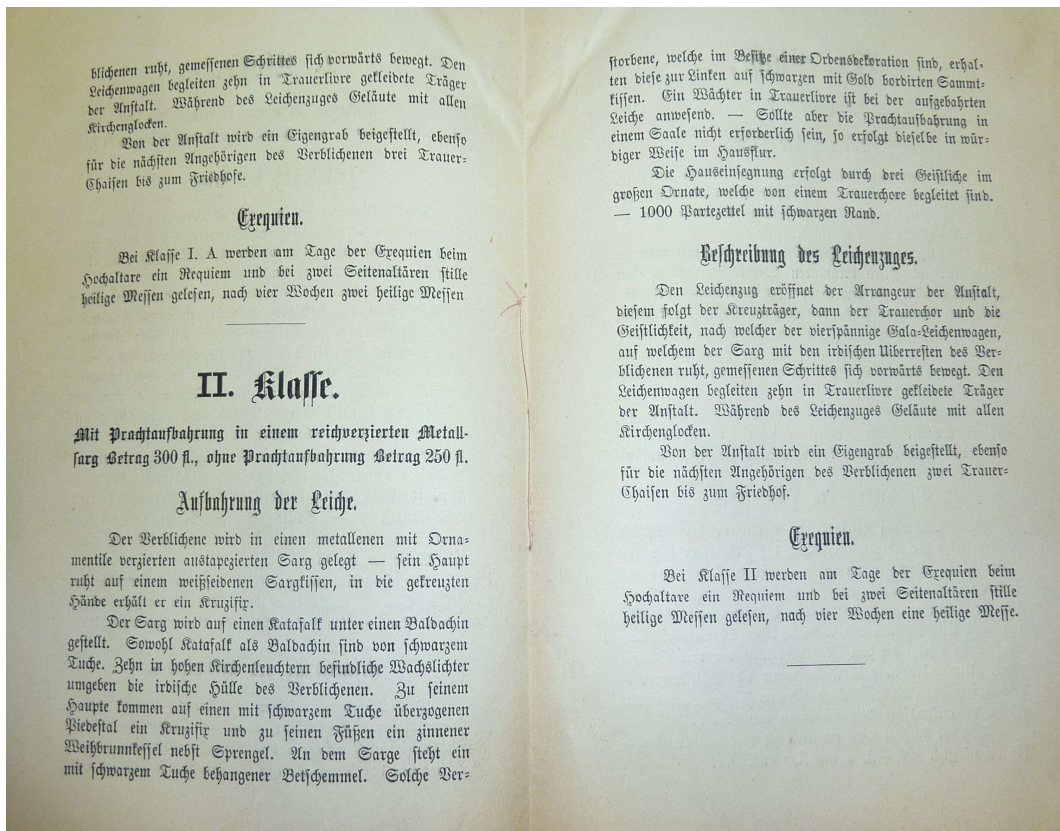 blichenen ruht, gemessenen Schrittes sich vorwärts bewegt. Den
Leichenwagen begleiten zehn in Trauerlivre gekleidete Träger
der Anstalt. Während des Leichenzuges Geläute mit allen
Kirchenglocken.
Von der Anstalt wird ein Eigengrab beigestellt, ebenso
für die nächsten Angehörigen des Verblichenen drei Trauer-
Chaisen bis zum Friedhofe.
Exequien.
Bei Klasse I. A werden am Tage der Exequien beim
Hochaltare ein Requiem und bei zwei Seitenaltären stille
heilige Messen gelesen, nach vier Wochen zwei heilige Messen
II. Klasse.
Mit Prachtaufbahrung in einem reichverzierten Metall-
sarg Betrag 300 fl., ohne Prachtaufbahrung Betrag 250 fl.
Aufbahrung der Leiche.
Der Verblichene wird in einen metallenen mit Orna-
mentile verzierten austapezierten Sarg gelegt — sein Haupt
ruht auf einem weißseidenen Sargkissen, in die gekreuzten
Hände erhält er ein Kruzifix.
Der Sarg wird auf einen Katafalk unter einen Baldachin
gestellt. Sowohl Katafalk als Baldachin sind von schwarzem
Tuche. Zehn in hohen Kirchenleuchtern befindliche Wachslichter
umgeben die irdische Hülle des Verblichenen. Zu seinem
Haupte kommen auf einen mit schwarzem Tuche überzogenen
Piedestal ein Kruzifix und zu seinen Füßen ein zinnener
Weihbrunnkessel nebst Sprengel. An dem Sarge steht ein
mit schwarzem Tuche behangener Betschemmel. Solche Ver-
storbene, welche im Besitze einer Ordensdekoration sind, erhal-
ten diese zur Linken auf schwarzen mit Gold bordirten Sammt-
kissen. Ein Wächter in Trauerlivre ist bei der aufgebahrten
Leiche anwesend. — Sollte aber die Prachtaufbahrung in
einem Saale nicht erforderlich sein, so erfolgt dieselbe in wür-
diger Weise im Hausflur.
Die Hauseinsegnung erfolgt durch drei Geistliche im
großen Ornate, welche von einem Trauerchore begleitet sind.
— 1000 Partezettel mit schwarzen Rand.
Beschreibung des Leichenzuges.
Den Leichenzug eröffnet der Arrangeur der Anstalt,
diesem folgt der Kreuzträger, dann der Trauerchor und die
Geistlichkeit, nach welcher der vierspännige Gala-Leichenwagen,
auf welchem der Sarg mit den irdischen Uiberresten des Ver-
blichenen ruht, gemessenen Schrittes sich vorwärts bewegt. Den
Leichenwagen begleiten zehn in Trauerlivre gekleidete Träger
der Anstalt. Während des Leichenzuges Geläute mit allen
Kirchenglocken.
Von der Anstalt wird ein Eigengrab beigestellt, ebenso
für die nächsten Angehörigen des Verblichenen zwei Trauer-
Chaisen bis zum Friedhof.
Exequien.
Bei Klasse II werden am Tage der Exequien beim
Hochaltare ein Requiem und bei zwei Seitenaltären stille
heilige Messen gelesen, nach vier Wochen eine heilige Messe.